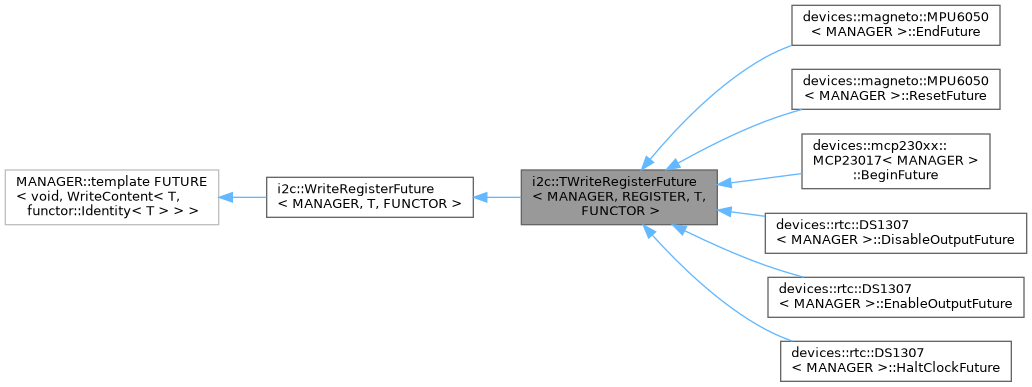 devices::magneto::MPU6050
< MANAGER >::EndFuture
devices::magneto::MPU6050
< MANAGER >::ResetFuture
devices::mcp230xx::
MCP23017< MANAGER >
::BeginFuture
MANAGER::template FUTURE
< void, WriteContent< T,
functor::Identity< T > > >
i2c::WriteRegisterFuture
< MANAGER, T, FUNCTOR >
i2c::TWriteRegisterFuture
< MANAGER, REGISTER, T,
FUNCTOR >
devices::rtc::DS1307
< MANAGER >::DisableOutputFuture
devices::rtc::DS1307
< MANAGER >::EnableOutputFuture
devices::rtc::DS1307
< MANAGER >::HaltClockFuture